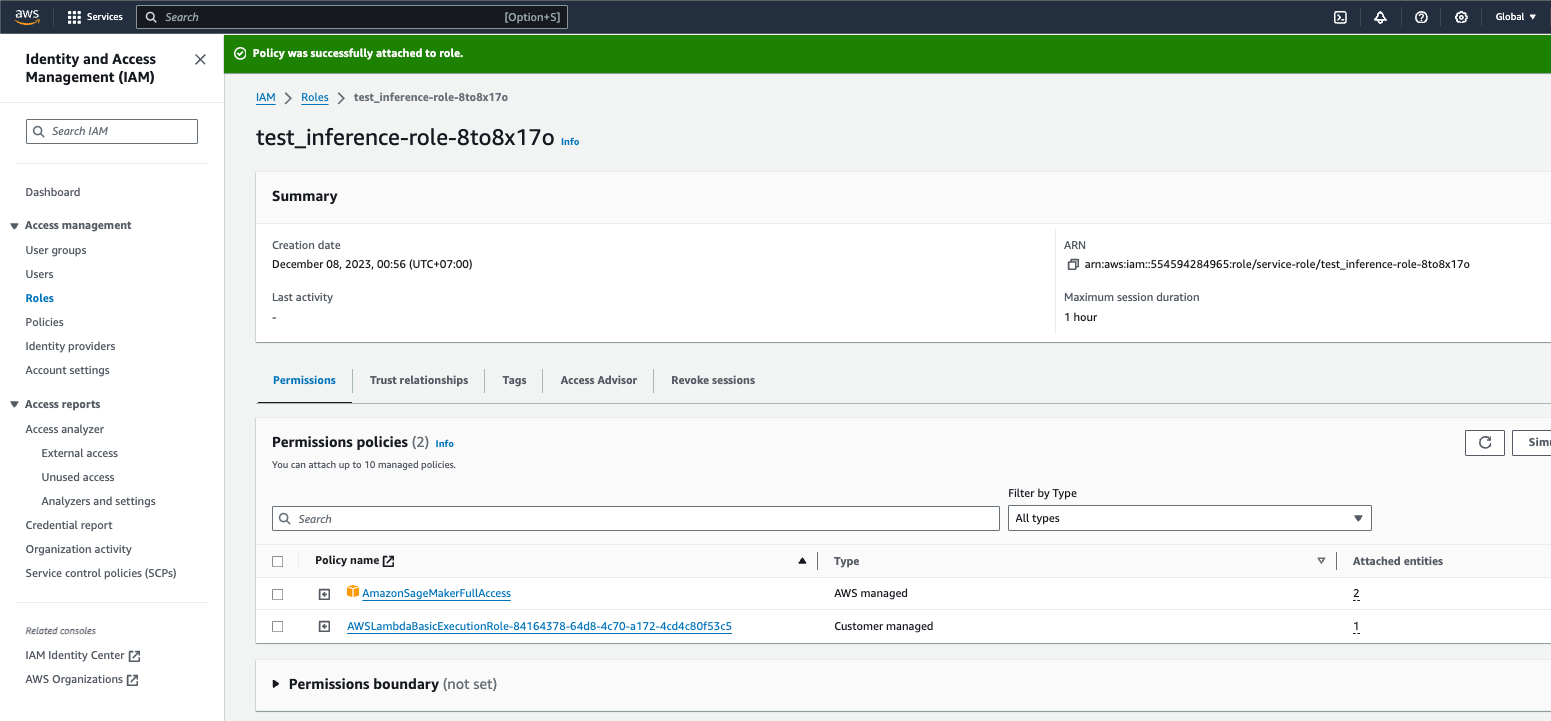 aws
Services
Search
[Option+S]
Global
Identity and Access
Management (IAM)
Search IAM
Dashboard
Access management
User groups
Users
Roles
Policies
Identity providers
Account settings
Access reports
Access analyzer
External access
Unused access
Analyzers and settings
Credential report
Organization activity
Service control policies (SCPs)
Related consoles
IAM Identity Center
AWS Organizations
Policy was successfully attached to role.
IAM > Roles > test_inference-role-8to8x17o
test_inference-role-8to8x17o Info
Summary
Creation date
December 08, 2023, 00:56 (UTC+07:00)
Last activity
-
ARN
arn:aws:iam::554594284965:role/service-role/test_inference-role-8to8x17o
Maximum session duration
1 hour
Permissions
Trust relationships
Tags
Access Advisor
Revoke sessions
Permissions policies (2) Info
You can attach up to 10 managed policies.
Simu
Filter by Type
Search
All types
Policy name
Type
Attached entities
AmazonSageMakerFullAccess
AWS managed
2
AWSLambdaBasicExecutionRole-84164378-64d8-4c70-a172-4cd4c80f53c5
Customer managed
1
Permissions boundary (not set)